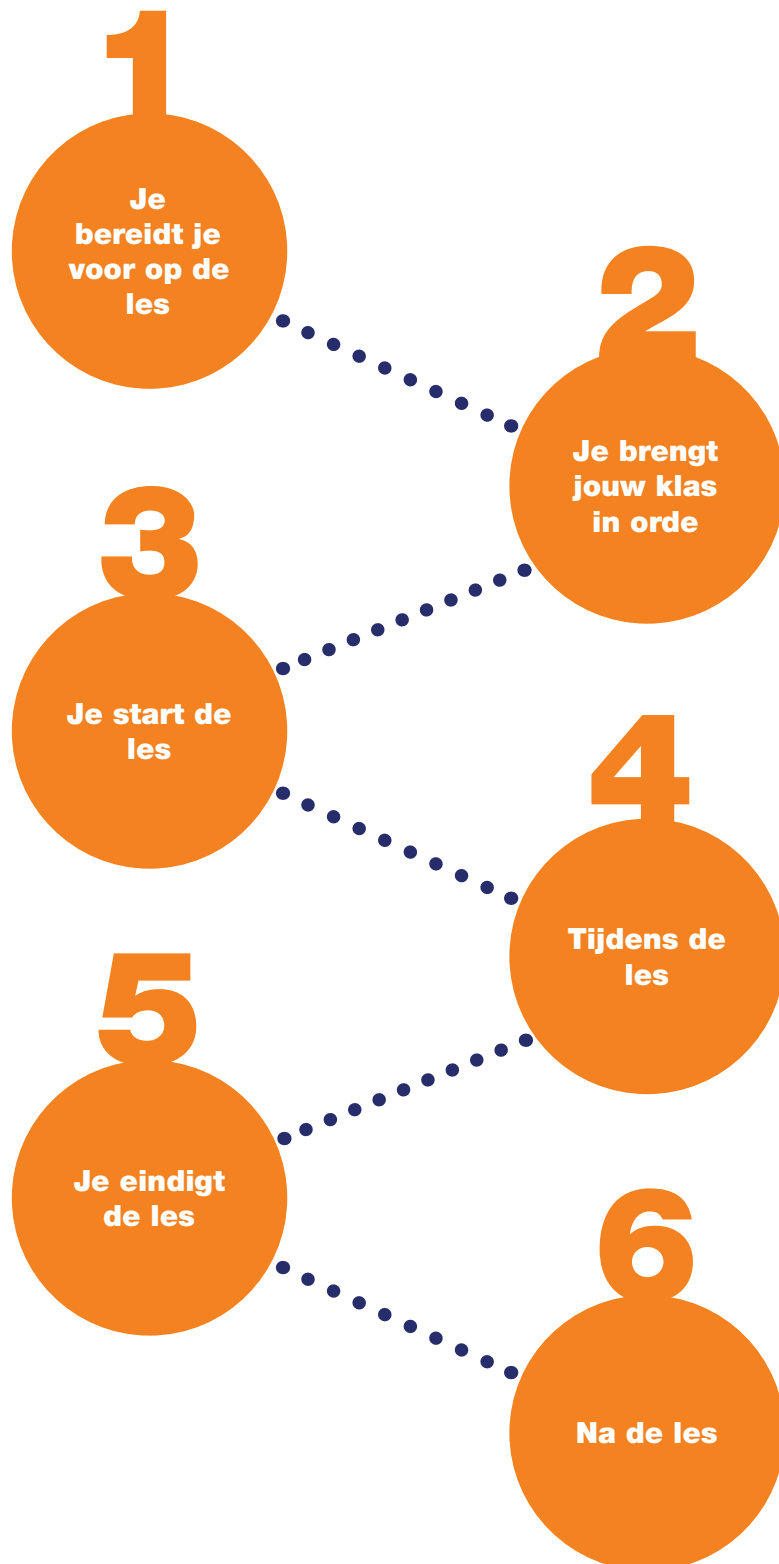 1
Je
bereidt je
voor op de
les
2
Je brengt
jouw klas
in orde
3
Je start de
les
4
Tijdens de
les
5
Je eindigt
de les
6
Na de les